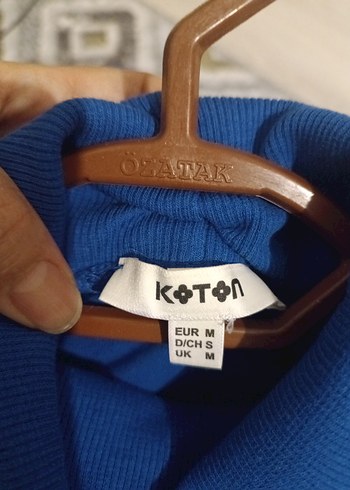 ÖZATAK
KOTON
EUR M
D/CH S
UK M